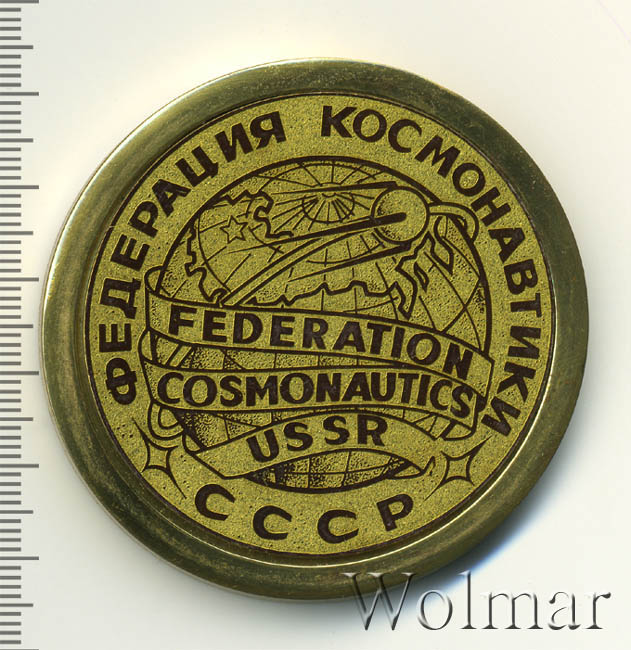 ФЕДЕРАЦИЯ КОСМОНАВТИКИ
FEDERATION
COSMONAUTICS
USSR
СССР
Wolmar